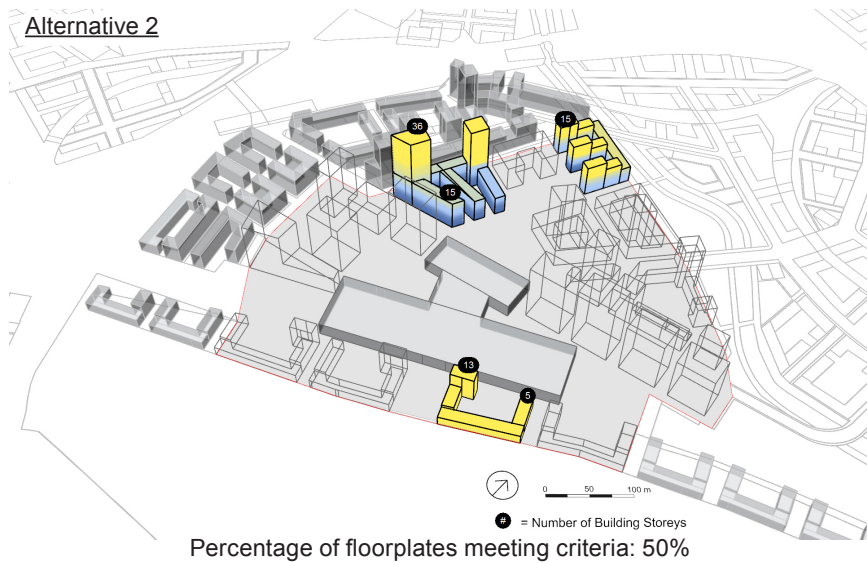 Alternative 2
36
15
15
13
5
0 50 100 m
# = Number of Building Storeys
Percentage of floorplates meeting criteria: 50%